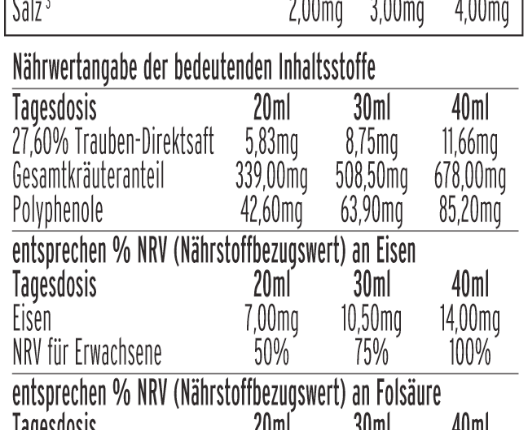 Salz³ 2,00mg 3,00mg 4,00mg
Nährwertangabe der bedeutenden Inhaltsstoffe
Tagesdosis 20ml 30ml 40ml
27,60% Trauben-Direktsaft 5,83mg 8,75mg 11,66mg
Gesamtkräuteranteil 339,00mg 508,50mg 678,00mg
Polyphenole 42,60mg 63,90mg 85,20mg
entsprechen % NRV (Nährstoffbezugswert) an Eisen
Tagesdosis 20ml 30ml 40ml
Eisen 7,00mg 10,50mg 14,00mg
NRV für Erwachsene 50% 75% 100%
entsprechen % NRV (Nährstoffbezugswert) an Folsäure
Tagesdosis 20ml 30ml 40ml